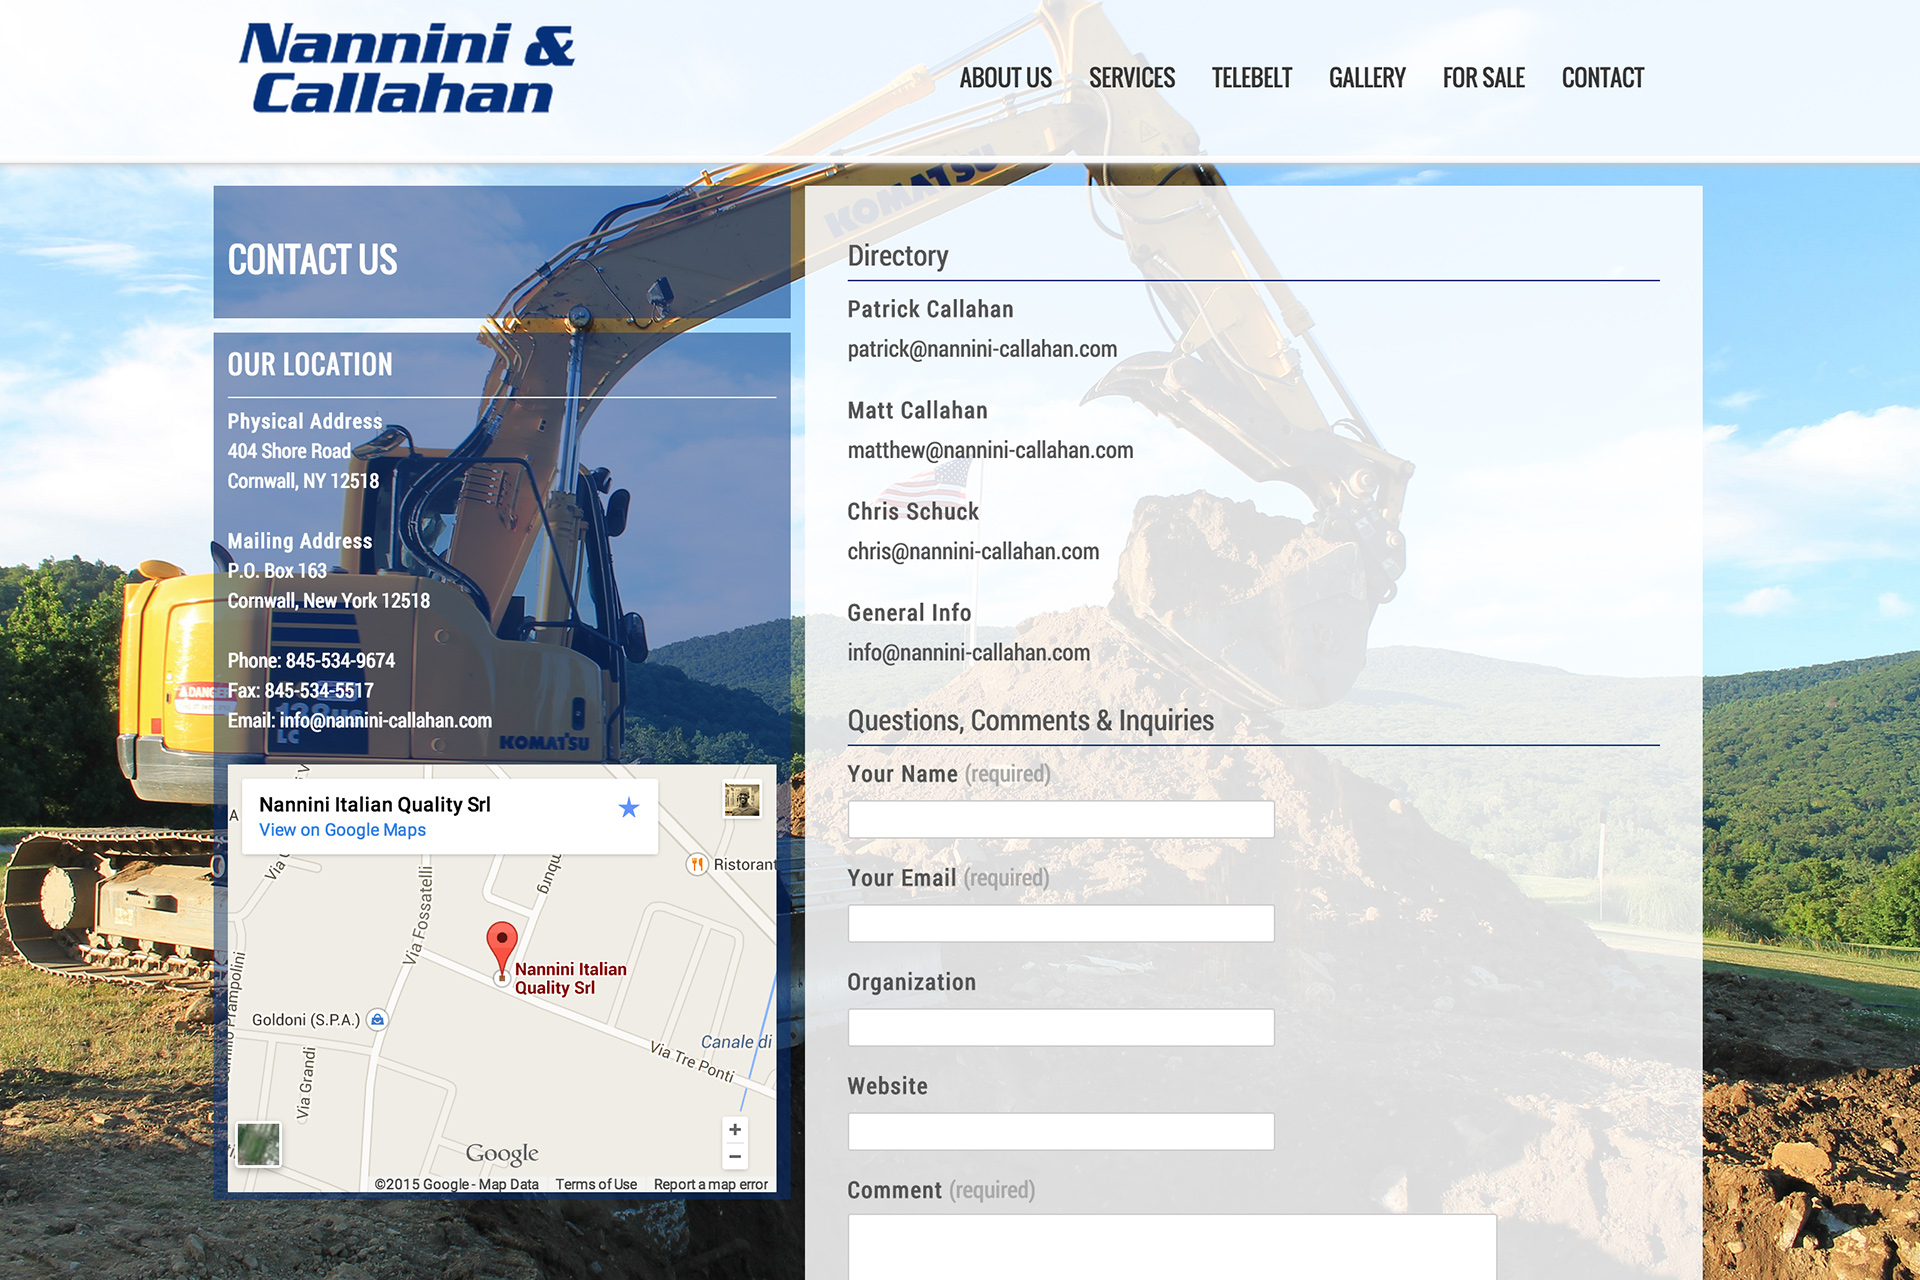 Nannini &
Callahan
ABOUT US SERVICES TELEBELT GALLERY FOR SALE CONTACT
KOMATSU
CONTACT US
OUR LOCATION
Physical Address
404 Shore Road
Cornwall, NY 12518
Mailing Address
P.O. Box 163
Cornwall, New York 12518
Phone: 845-534-9674
Fax: 845-534-5517
Email: info@nannini-callahan.com
DANGER
LC
KOMATSU
Nannini Italian Quality Srl
View on Google Maps
Ristorant
Via Fossatelli
mburg
Nannini Italian
Quality Srl
Goldoni (S.P.A.)
Canale di
Via Tre Ponti
Via Grandi
Google
©2015 Google - Map Data Terms of Use Report a map error
Directory
Patrick Callahan
patrick@nannini-callahan.com
Matt Callahan
matthew@nannini-callahan.com
Chris Schuck
chris@nannini-callahan.com
General Info
info@nannini-callahan.com
Questions, Comments & Inquiries
Your Name (required)
Your Email (required)
Organization
Website
Comment (required)